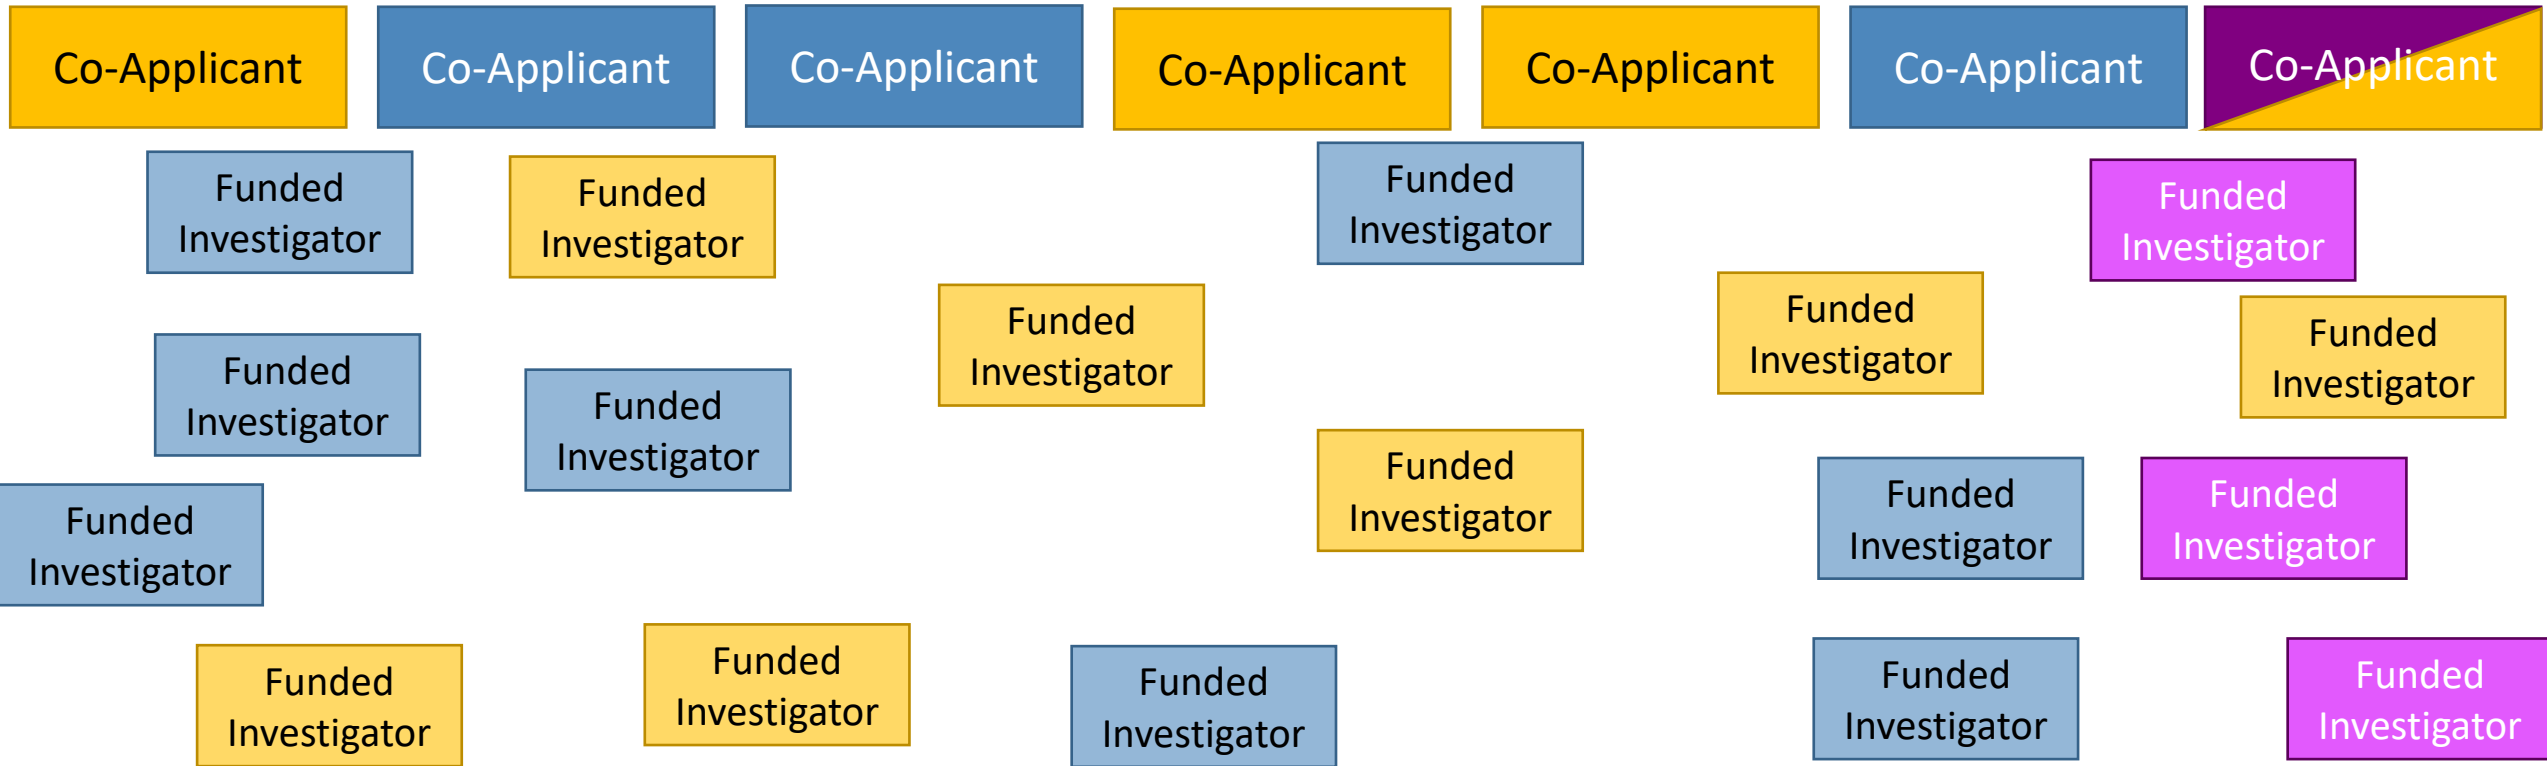 Co-Applicant
Co-Applicant
Co-Applicant
Co-Applicant
Co-Applicant
Co-Applicant
Co-Applicant
Funded
Investigator
Funded
Investigator
Funded
Investigator
Funded
Investigator
Funded
Investigator
Funded
Investigator
Funded
Investigator
Funded
Investigator
Funded
Investigator
Funded
Investigator
Funded
Investigator
Funded
Investigator
Funded
Investigator
Funded
Investigator
Funded
Investigator
Funded
Investigator
Funded
Investigator
Funded
Investigator